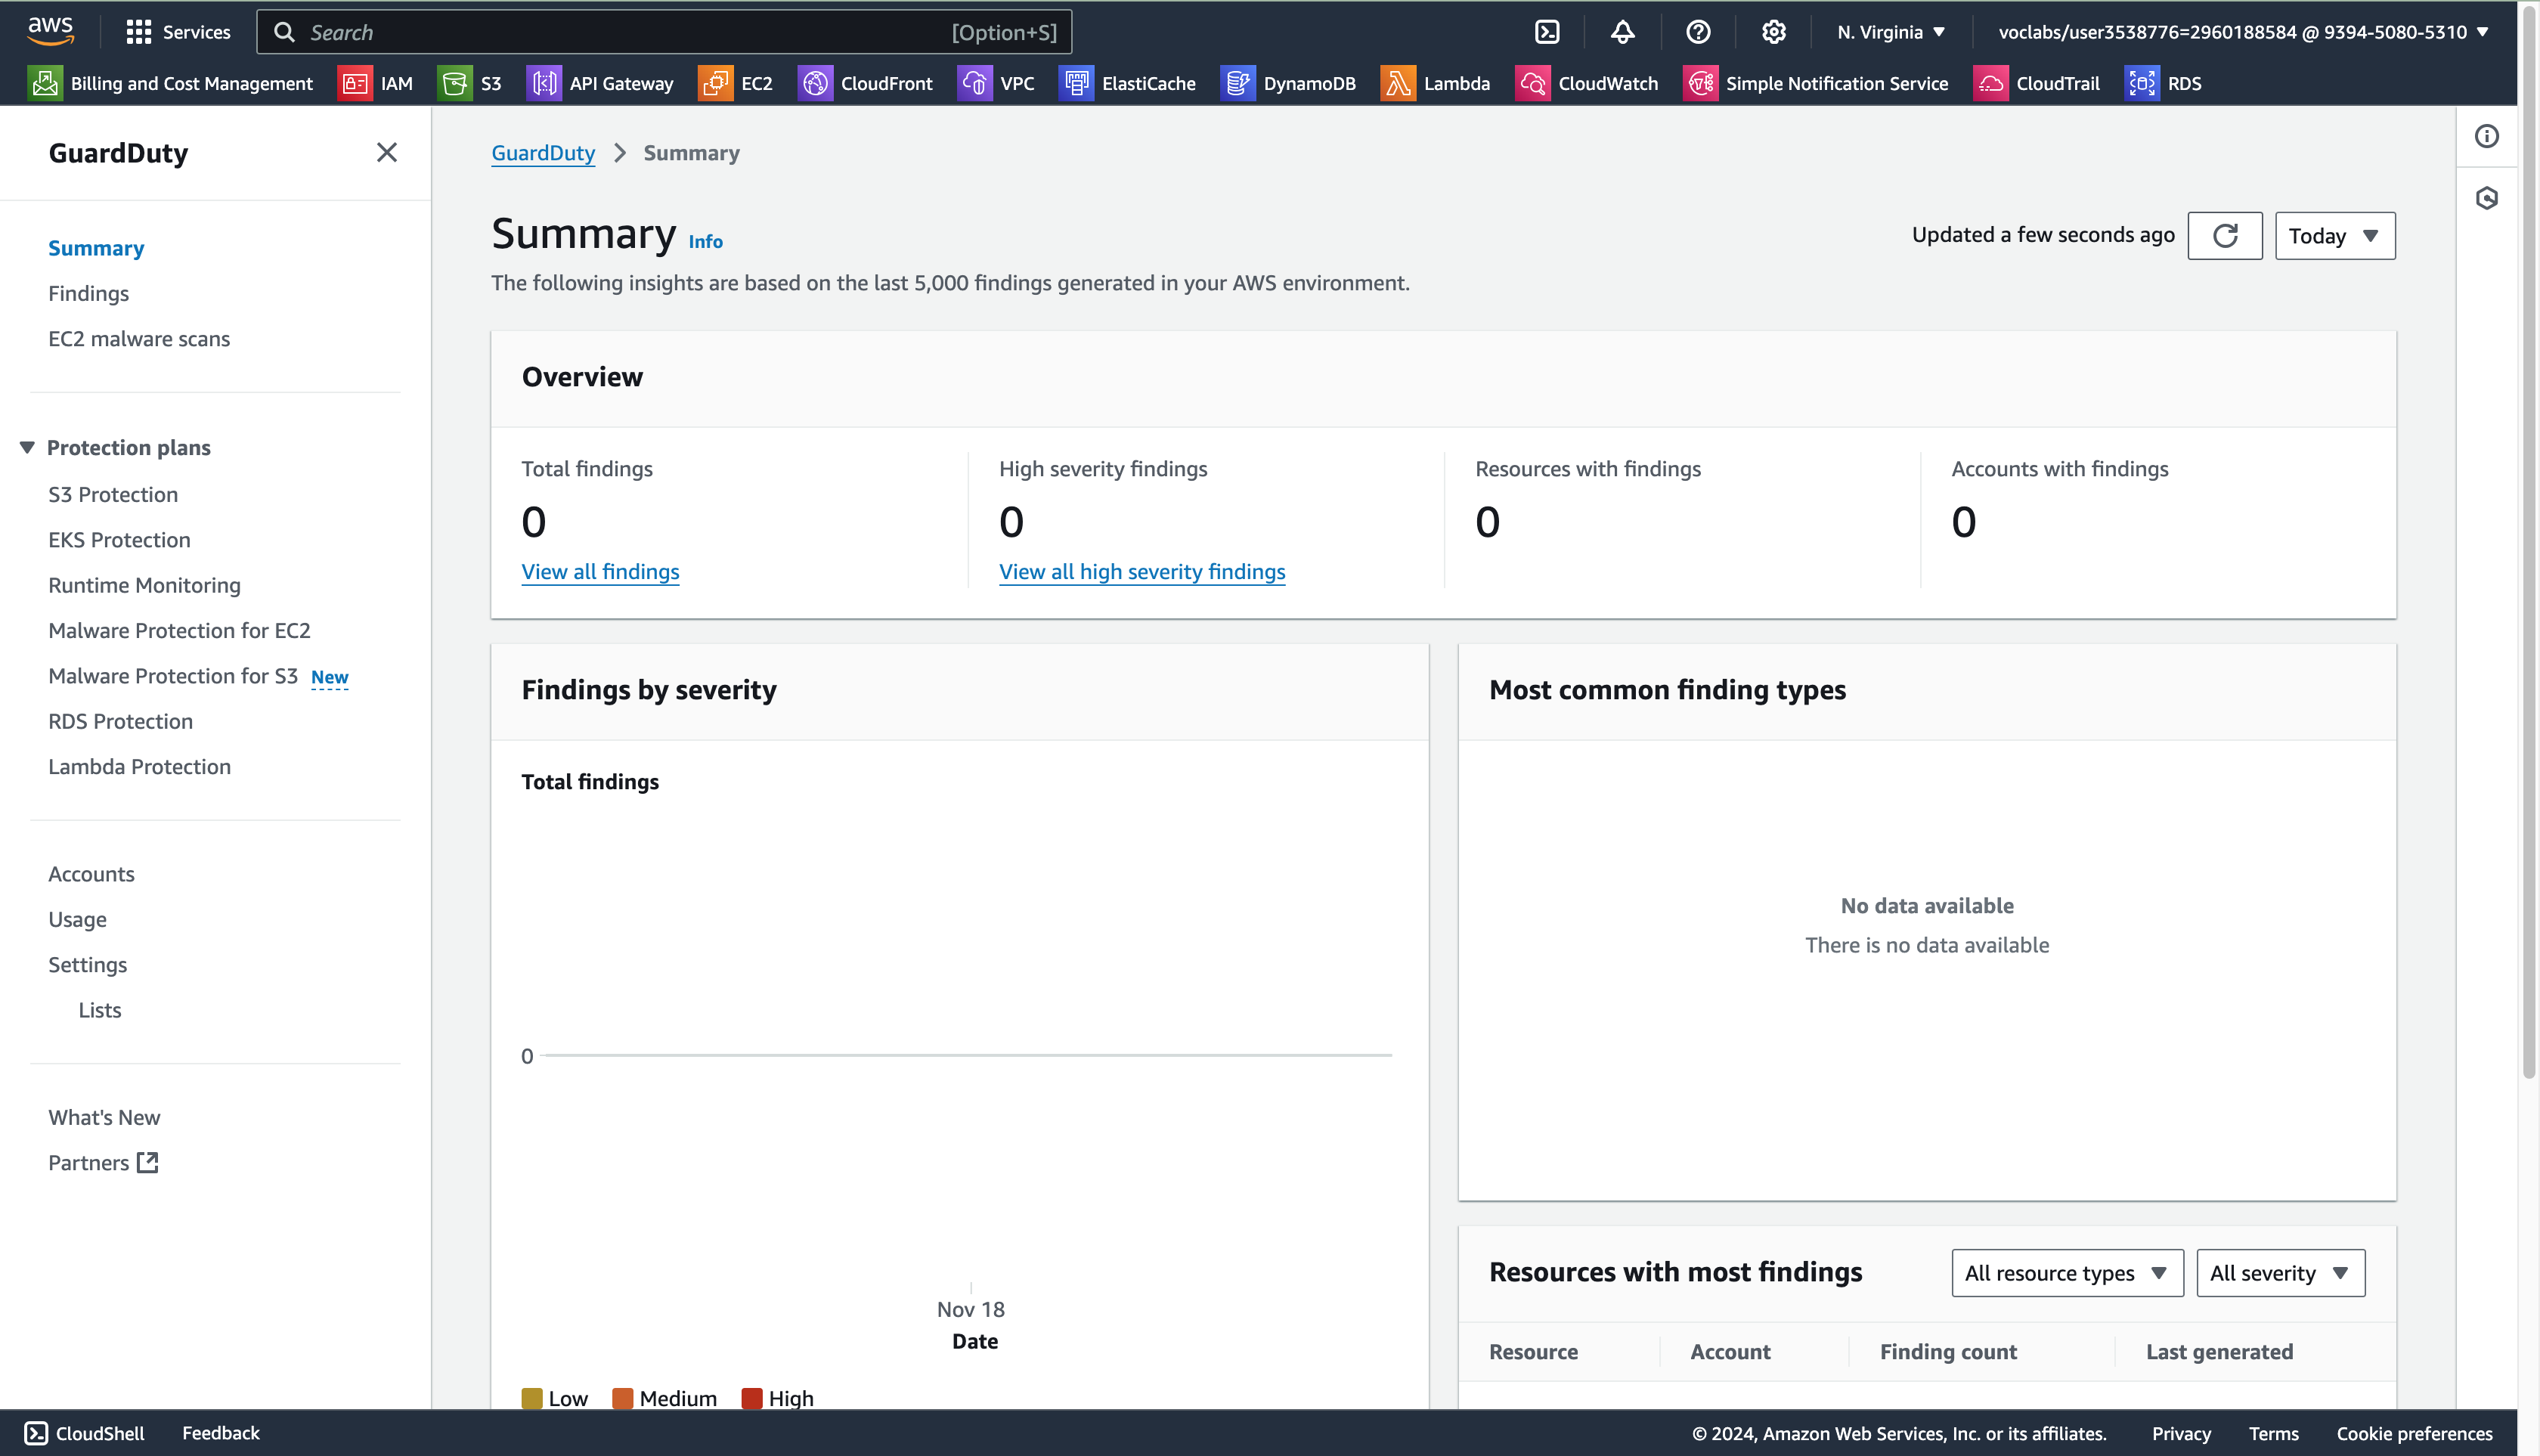 aws
Services
Search
[Option+S]
N. Virginia
voclabs/user3538776=2960188584 @ 9394-5080-5310
Billing and Cost Management
IAM
S3
API Gateway
EC2
CloudFront
VPC
ElastiCache
DynamoDB
Lambda
CloudWatch
Simple Notification Service
CloudTrail
RDS
GuardDuty
Summary
Findings
EC2 malware scans
Protection plans
S3 Protection
EKS Protection
Runtime Monitoring
Malware Protection for EC2
Malware Protection for S3 New
RDS Protection
Lambda Protection
Accounts
Usage
Settings
Lists
What's New
Partners
GuardDuty > Summary
Summary Info
Updated a few seconds ago
Today
The following insights are based on the last 5,000 findings generated in your AWS environment.
Overview
Total findings
0
View all findings
High severity findings
0
View all high severity findings
Resources with findings
0
Accounts with findings
0
Findings by severity
Total findings
0
Nov 18
Date
Low
Medium
High
Most common finding types
No data available
There is no data available
Resources with most findings
All resource types
All severity
Resource
Account
Finding count
Last generated
CloudShell
Feedback
© 2024, Amazon Web Services, Inc. or its affiliates.
Privacy
Terms
Cookie preferences